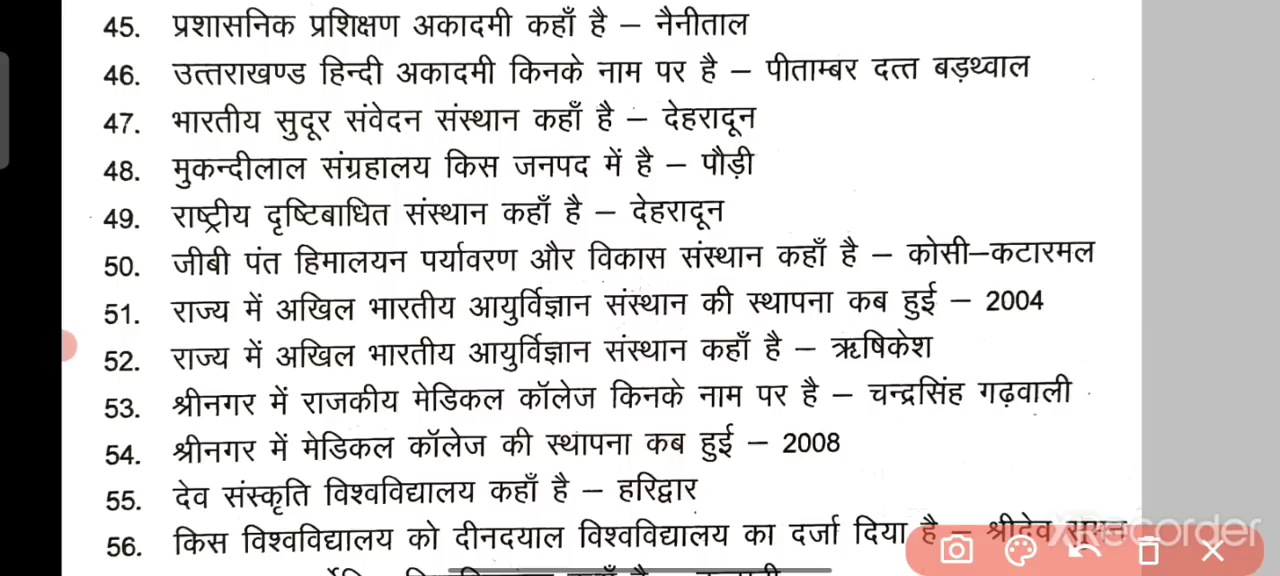 45. प्रशासनिक प्रशिक्षण अकादमी कहाँ है – नैनीताल
46. उत्तराखण्ड हिन्दी अकादमी किनके नाम पर है – पीताम्बर दत्त बड़थ्वाल
47. भारतीय सुदूर संवेदन संस्थान कहाँ है – देहरादून
48. मुकन्दीलाल संग्रहालय किस जनपद में है – पौड़ी
49. राष्ट्रीय दृष्टिबाधित संस्थान कहाँ है – देहरादून
50. जीबी पंत हिमालयन पर्यावरण और विकास संस्थान कहाँ है – कोसी–कटारमल
51. राज्य में अखिल भारतीय आयुर्विज्ञान संस्थान की स्थापना कब हुई – 2004
52. राज्य में अखिल भारतीय आयुर्विज्ञान संस्थान कहाँ है – ऋषिकेश
53. श्रीनगर में राजकीय मेडिकल कॉलेज किनके नाम पर है – चन्द्रसिंह गढ़वाली
54. श्रीनगर में मेडिकल कॉलेज की स्थापना कब हुई – 2008
55. देव संस्कृति विश्वविद्यालय कहाँ है – हरिद्वार
56. किस विश्वविद्यालय को दीनदयाल विश्वविद्यालय का दर्जा दिया है – श्रीदेव सुमन
XRecorder